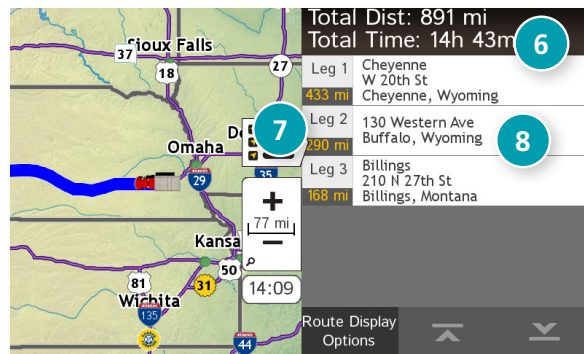 Total Dist: 891 mi
Total Time: 14h 43m
6
Leg 1
433 mi
Cheyenne
W 20th St
Cheyenne, Wyoming
Leg 2
290 mi
130 Western Ave
Buffalo, Wyoming
8
Leg 3
168 mi
Billings
210 N 27th St
Billings, Montana
Route Display
Options
Sioux Falls
37
18
27
7
De
Omaha
29
35
77 mi
Kansa
50
81
31
14:09
Wichita
135
44